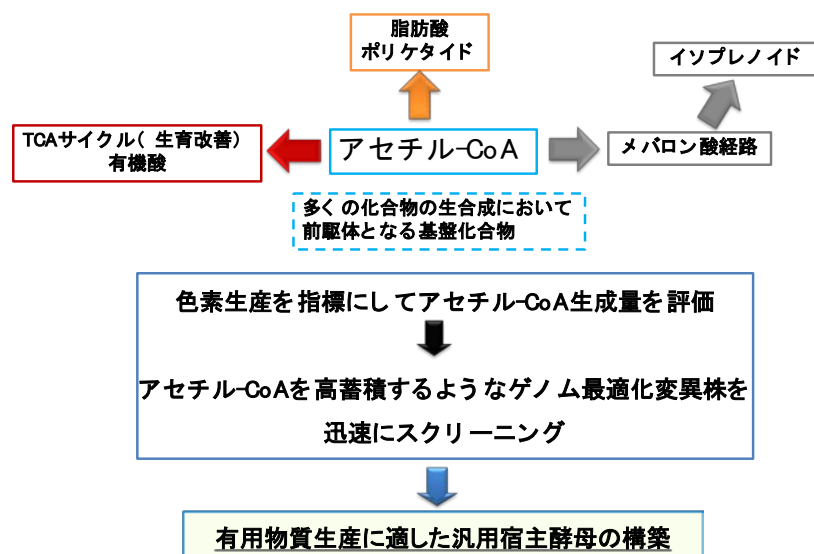 脂肪酸
ポリケタイド
イソプレノイド
TCAサイクル(生育改善)
有機酸
アセチル-CoA
メバロン酸経路
多くの化合物の生合成において
前駆体となる基盤化合物
色素生産を指標にしてアセチル-CoA生成量を評価
アセチル-CoAを高蓄積するようなゲノム最適化変異株を
迅速にスクリーニング
有用物質生産に適した汎用宿主酵母の構築